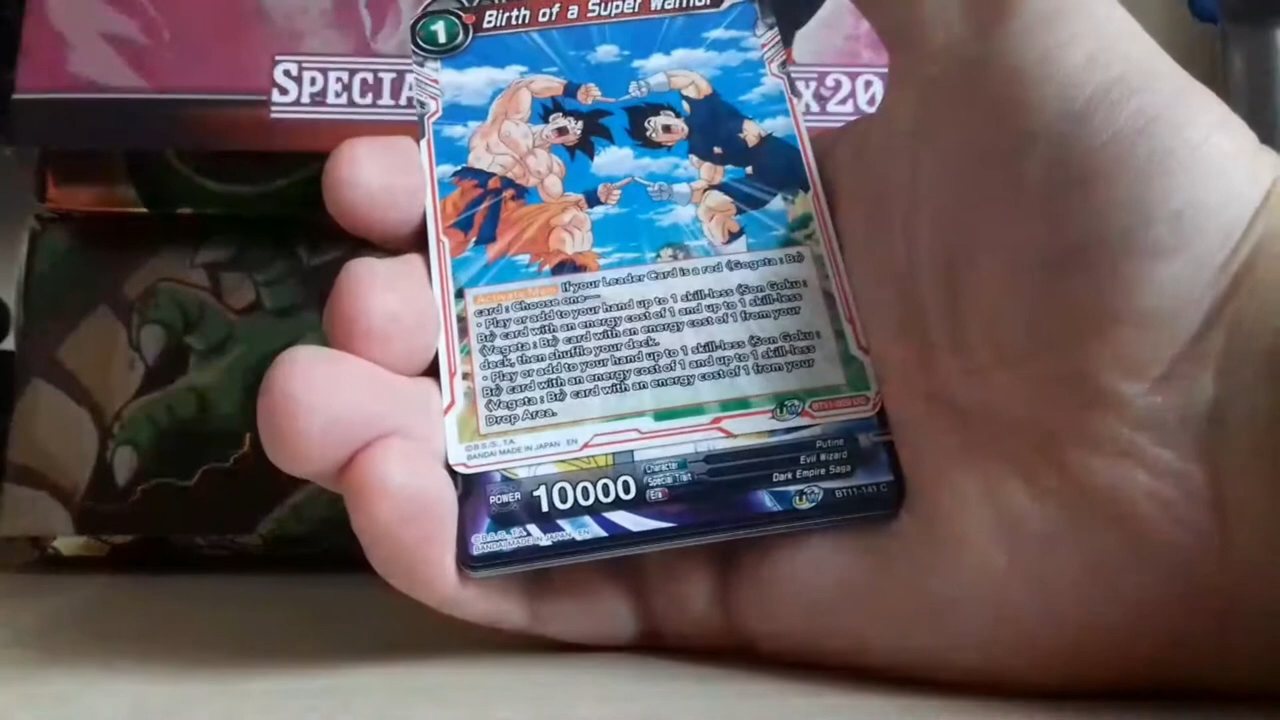 SPECIA
x20
1
Birth of a Super Warrior
Activate: Main If your Leader Card is a red 《Gogeta : Br》
card : Choose one—
• Play or add to your hand up to 1 skill-less 《Son Goku :
Br》 card with an energy cost of 1 and up to 1 skill-less
《Vegeta : Br》 card with an energy cost of 1 from your
deck, then shuffle your deck.
• Play or add to your hand up to 1 skill-less 《Son Goku :
Br》 card with an energy cost of 1 and up to 1 skill-less
《Vegeta : Br》 card with an energy cost of 1 from your
Drop Area.
©B.S./S., T.A.
BANDAI MADE IN JAPAN EN
UW
POWER 10000
Character Putine
Special Trait Evil Wizard
Era Dark Empire Saga
UW BT11-141 C
©B.S./S., T.A.
BANDAI MADE IN JAPAN EN